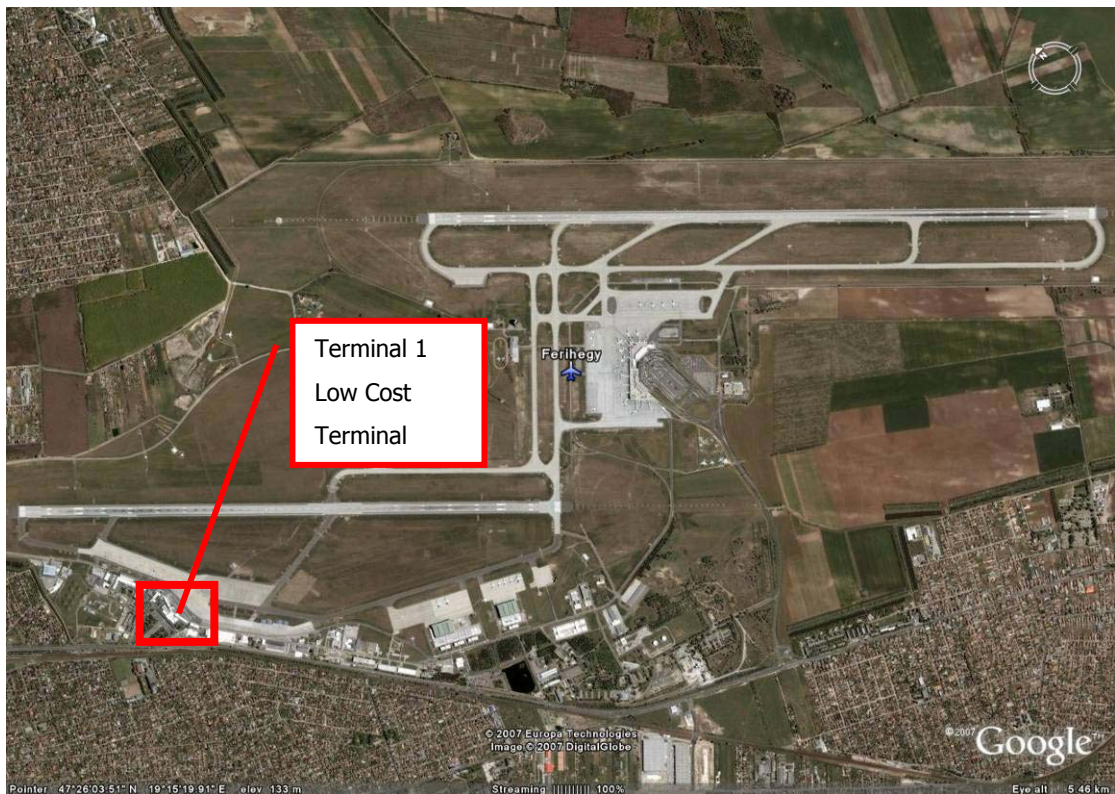 N
Terminal 1
Low Cost
Terminal
Ferihegy
© 2007 Europa Technologies
Image © 2007 DigitalGlobe
©2007 Google™
Pointer 47°26'03.51" N 19°15'19.91" E elev 133 m Streaming |||||||||| 100% Eye alt 5.46 km